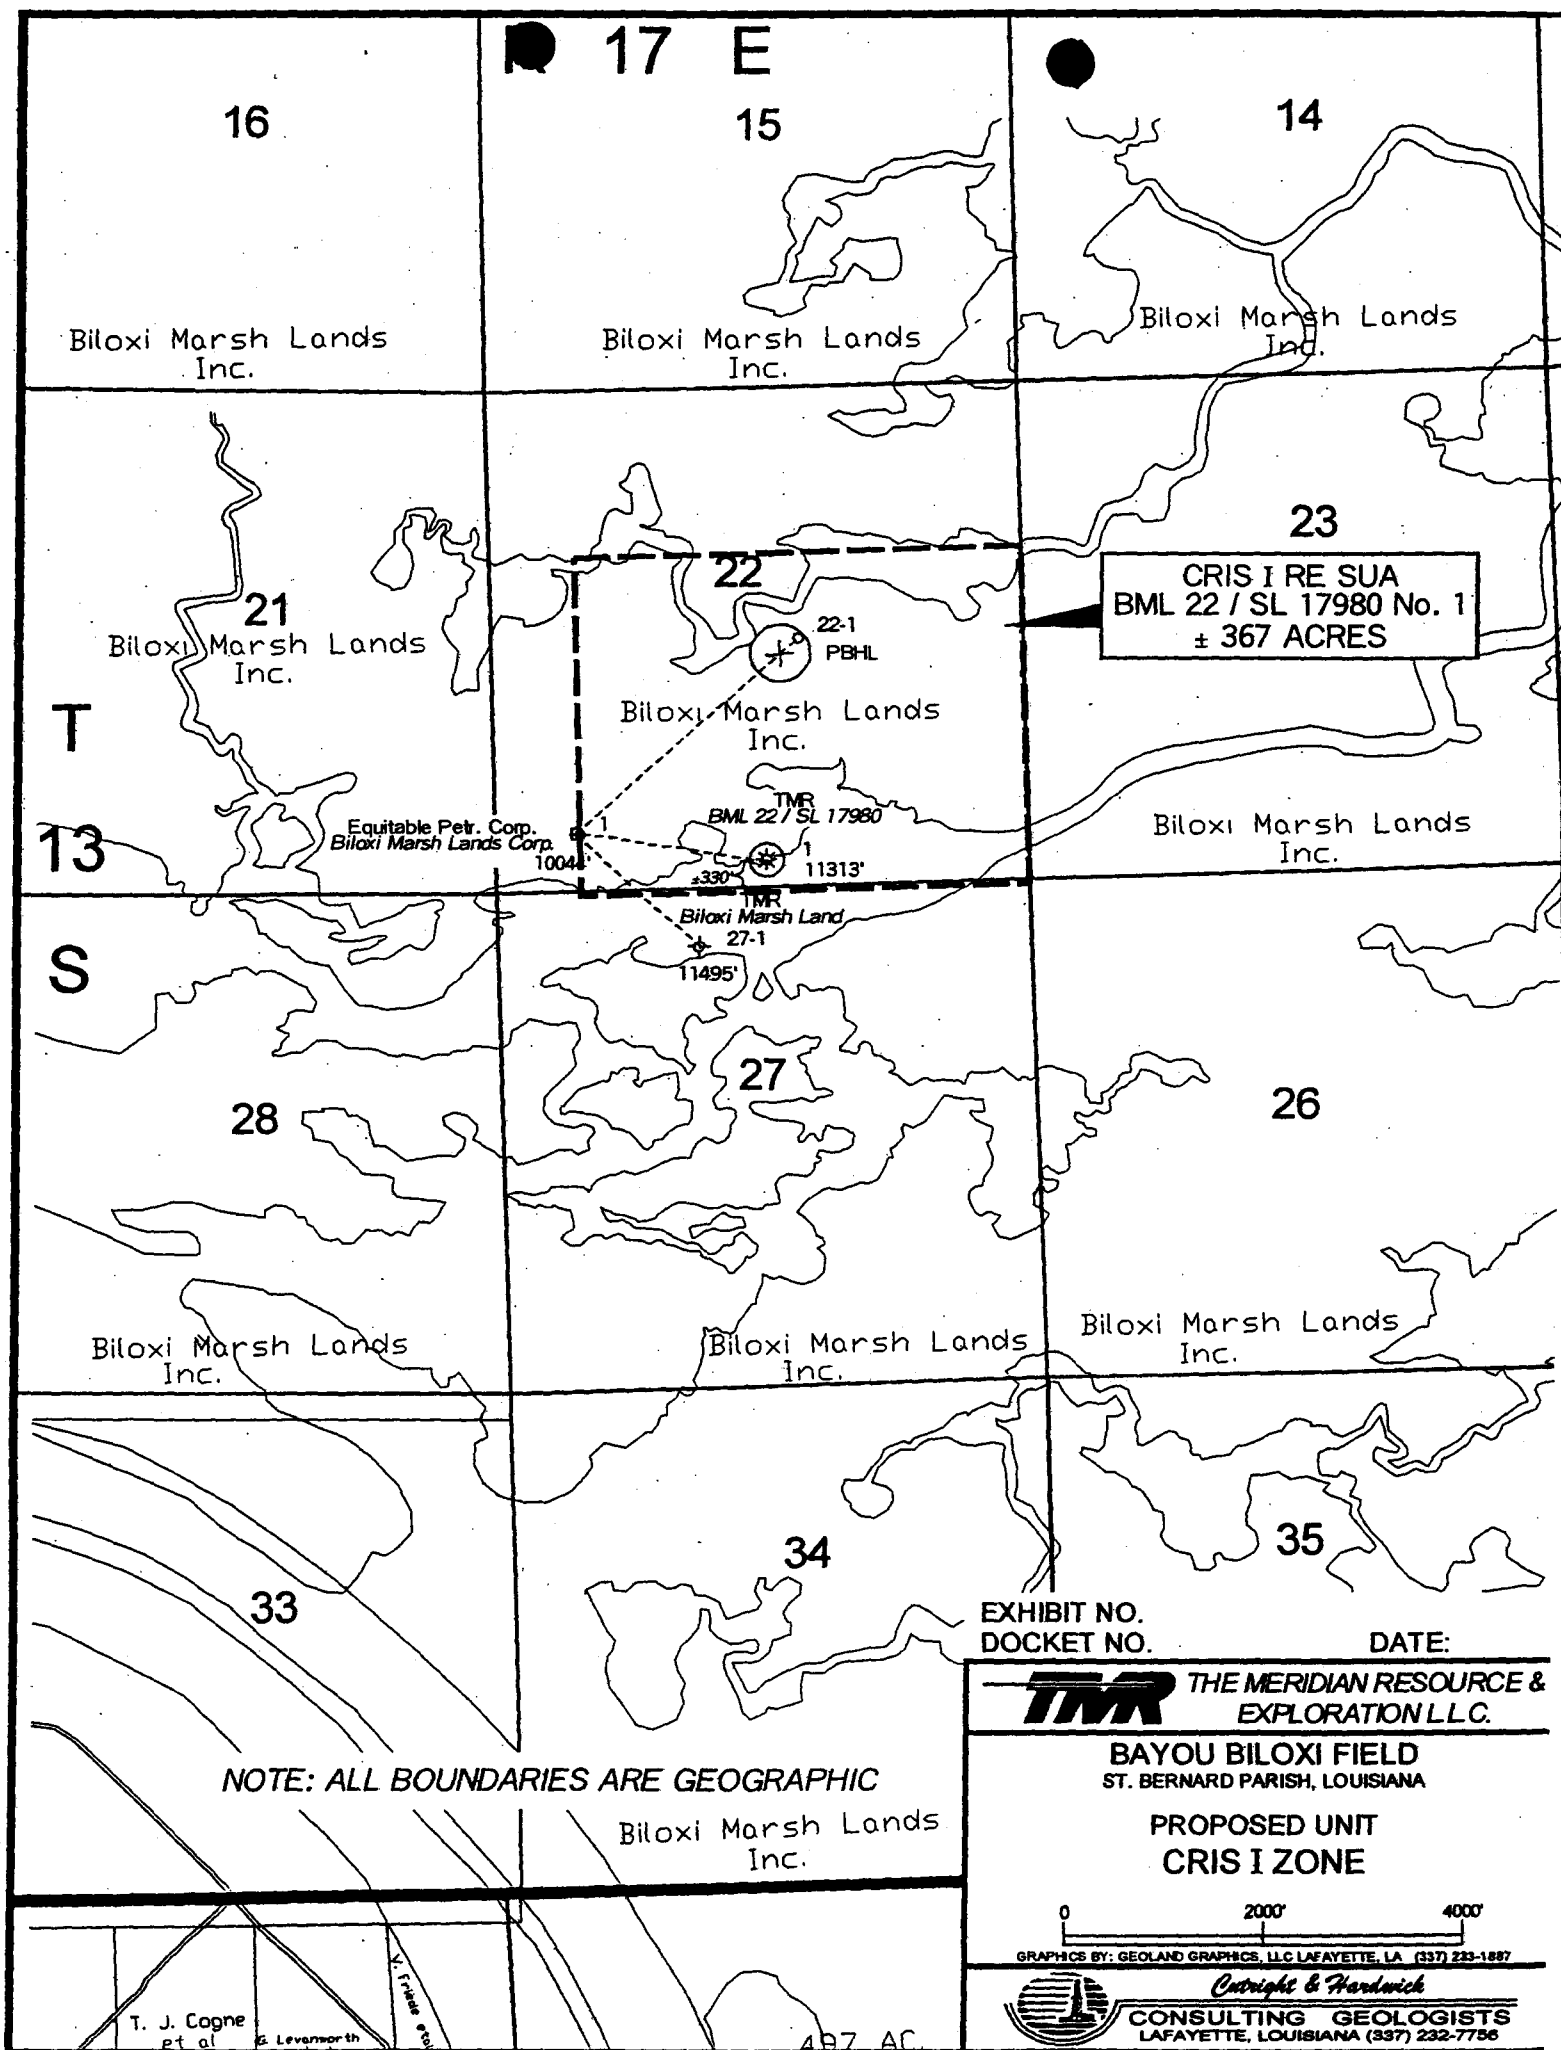 17 E
16
15
14
Biloxi Marsh Lands
Inc.
Biloxi Marsh Lands
Inc.
Biloxi Marsh Lands
Inc.
23
22
CRIS I RE SUA
BML 22 / SL 17980 No. 1
± 367 ACRES
21
Biloxi Marsh Lands
Inc.
22-1
PBHL
Biloxi Marsh Lands
Inc.
T
13
S
Equitable Petr. Corp.
Biloxi Marsh Lands Corp.
1
10044'
TMR
BML 22 / SL 17980
1
11313'
±330'
Biloxi Marsh Lands
Inc.
TMR
Biloxi Marsh Land
27-1
11495'
27
28
26
Biloxi Marsh Lands
Inc.
Biloxi Marsh Lands
Inc.
Biloxi Marsh Lands
Inc.
34
35
33
EXHIBIT NO.
DOCKET NO. DATE:
TMR THE MERIDIAN RESOURCE &
EXPLORATION LLC.
BAYOU BILOXI FIELD
ST. BERNARD PARISH, LOUISIANA
NOTE: ALL BOUNDARIES ARE GEOGRAPHIC
Biloxi Marsh Lands
Inc.
PROPOSED UNIT
CRIS I ZONE
0 2000' 4000'
GRAPHICS BY: GEOLAND GRAPHICS, LLC LAFAYETTE, LA (337) 233-1887
Cutright & Hardwick
CONSULTING GEOLOGISTS
LAFAYETTE, LOUISIANA (337) 232-7756
T. J. Cogne
et al
G Levanworth
V. Friede etal
497 AC.